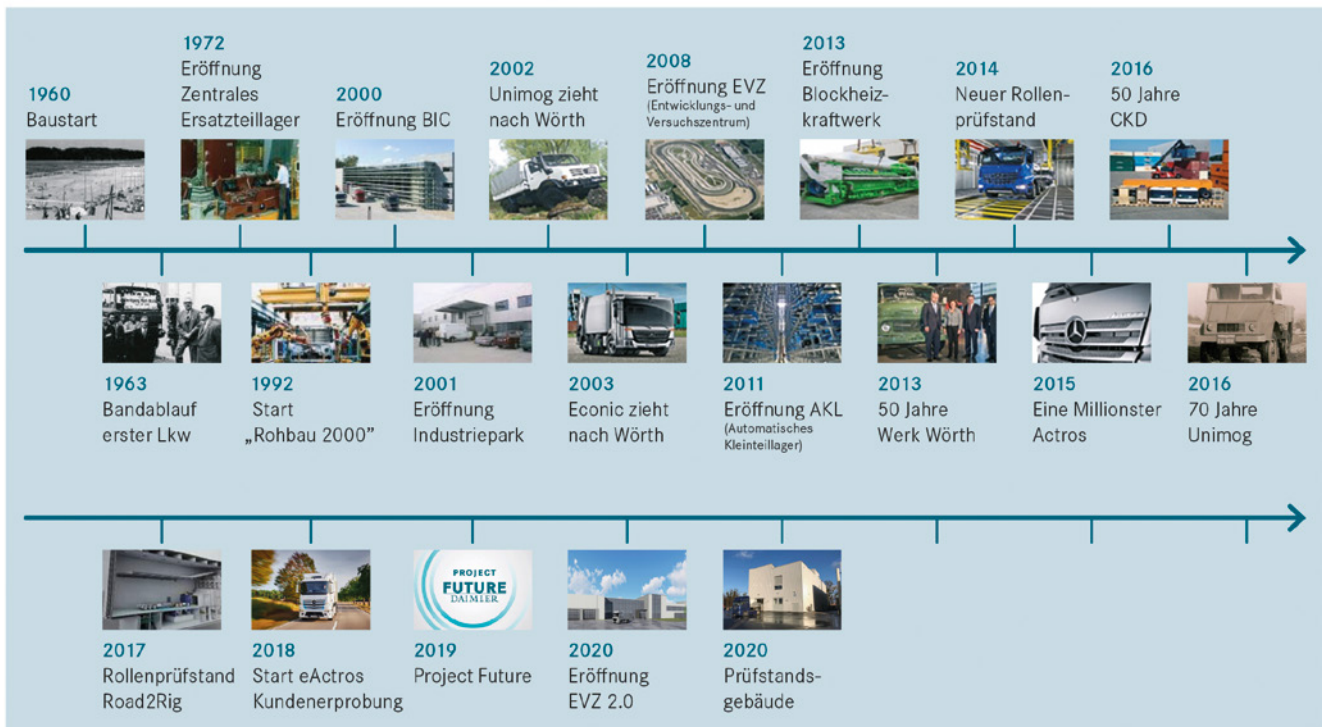 1960
Baustart
1972
Eröffnung
Zentrales
Ersatzteillager
2000
Eröffnung BIC
2002
Unimog zieht
nach Wörth
2008
Eröffnung EVZ
(Entwicklungs- und
Versuchszentrum)
2013
Eröffnung
Blockheiz-
kraftwerk
2014
Neuer Rollen-
prüfstand
2016
50 Jahre
CKD
1963
Bandablauf
erster Lkw
1992
Start
„Rohbau 2000”
2001
Eröffnung
Industriepark
2003
Econic zieht
nach Wörth
2011
Eröffnung AKL
(Automatisches
Kleinteillager)
2013
50 Jahre
Werk Wörth
2015
Eine Millionster
Actros
2016
70 Jahre
Unimog
PROJECT
FUTURE
DAIMLER
2017
Rollenprüfstand
Road2Rig
2018
Start eActros
Kundenerprobung
2019
Project Future
2020
Eröffnung
EVZ 2.0
2020
Prüfstands-
gebäude